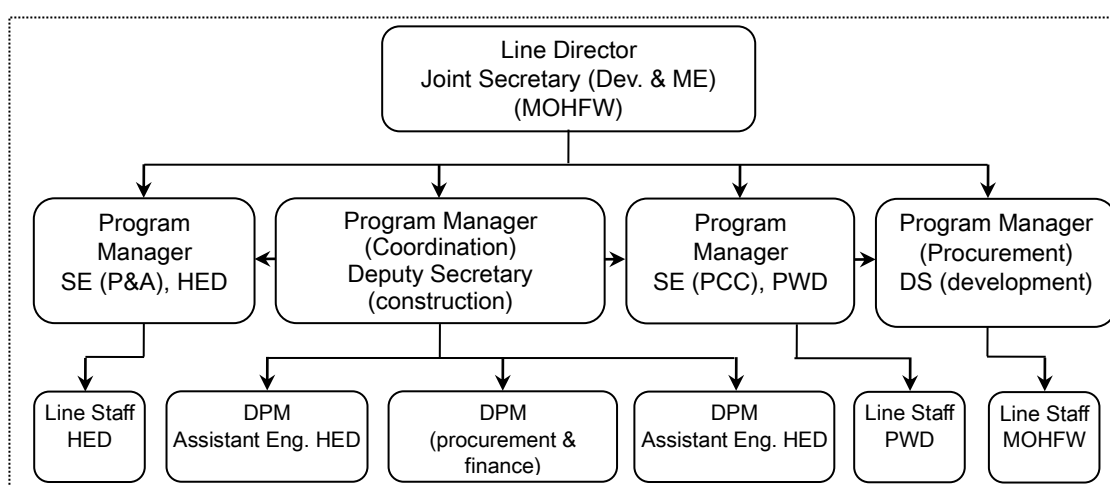 Line Director
Joint Secretary (Dev. & ME)
(MOHFW)
Program
Manager
SE (P&A), HED
Program Manager
(Coordination)
Deputy Secretary
(construction)
Program
Manager
SE (PCC), PWD
Program Manager
(Procurement)
DS (development)
Line Staff
HED
DPM
Assistant Eng. HED
DPM
(procurement &
finance)
DPM
Assistant Eng. HED
Line Staff
PWD
Line Staff
MOHFW